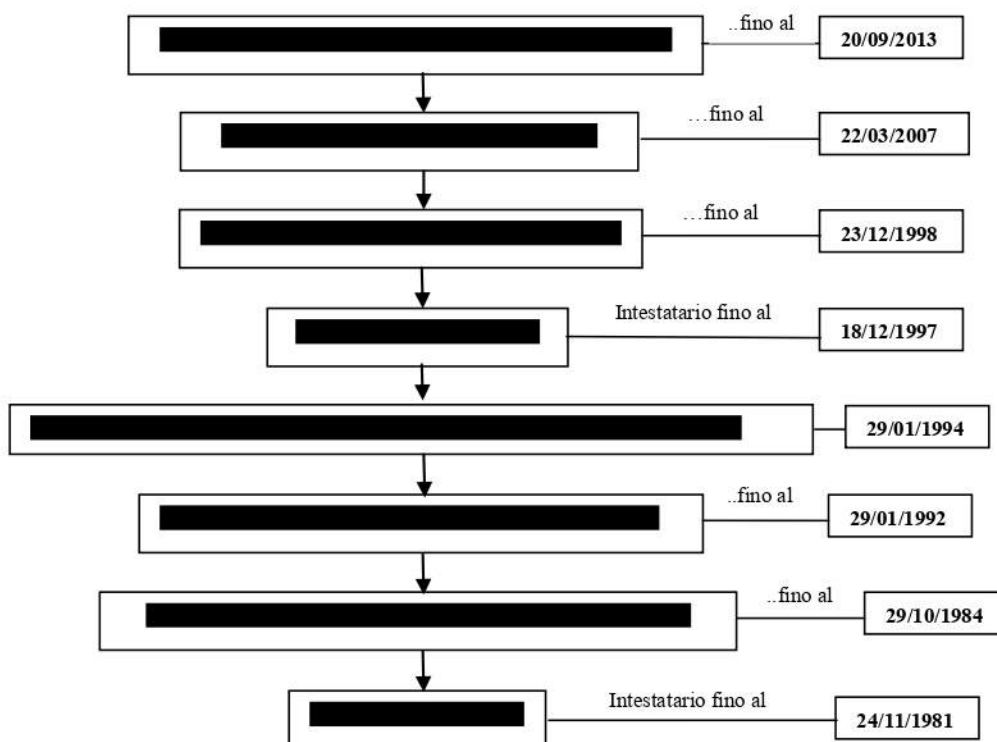 ..fino al
20/09/2013
…fino al
22/03/2007
…fino al
23/12/1998
Intestatario fino al
18/12/1997
29/01/1994
..fino al
29/01/1992
..fino al
29/10/1984
Intestatario fino al
24/11/1981